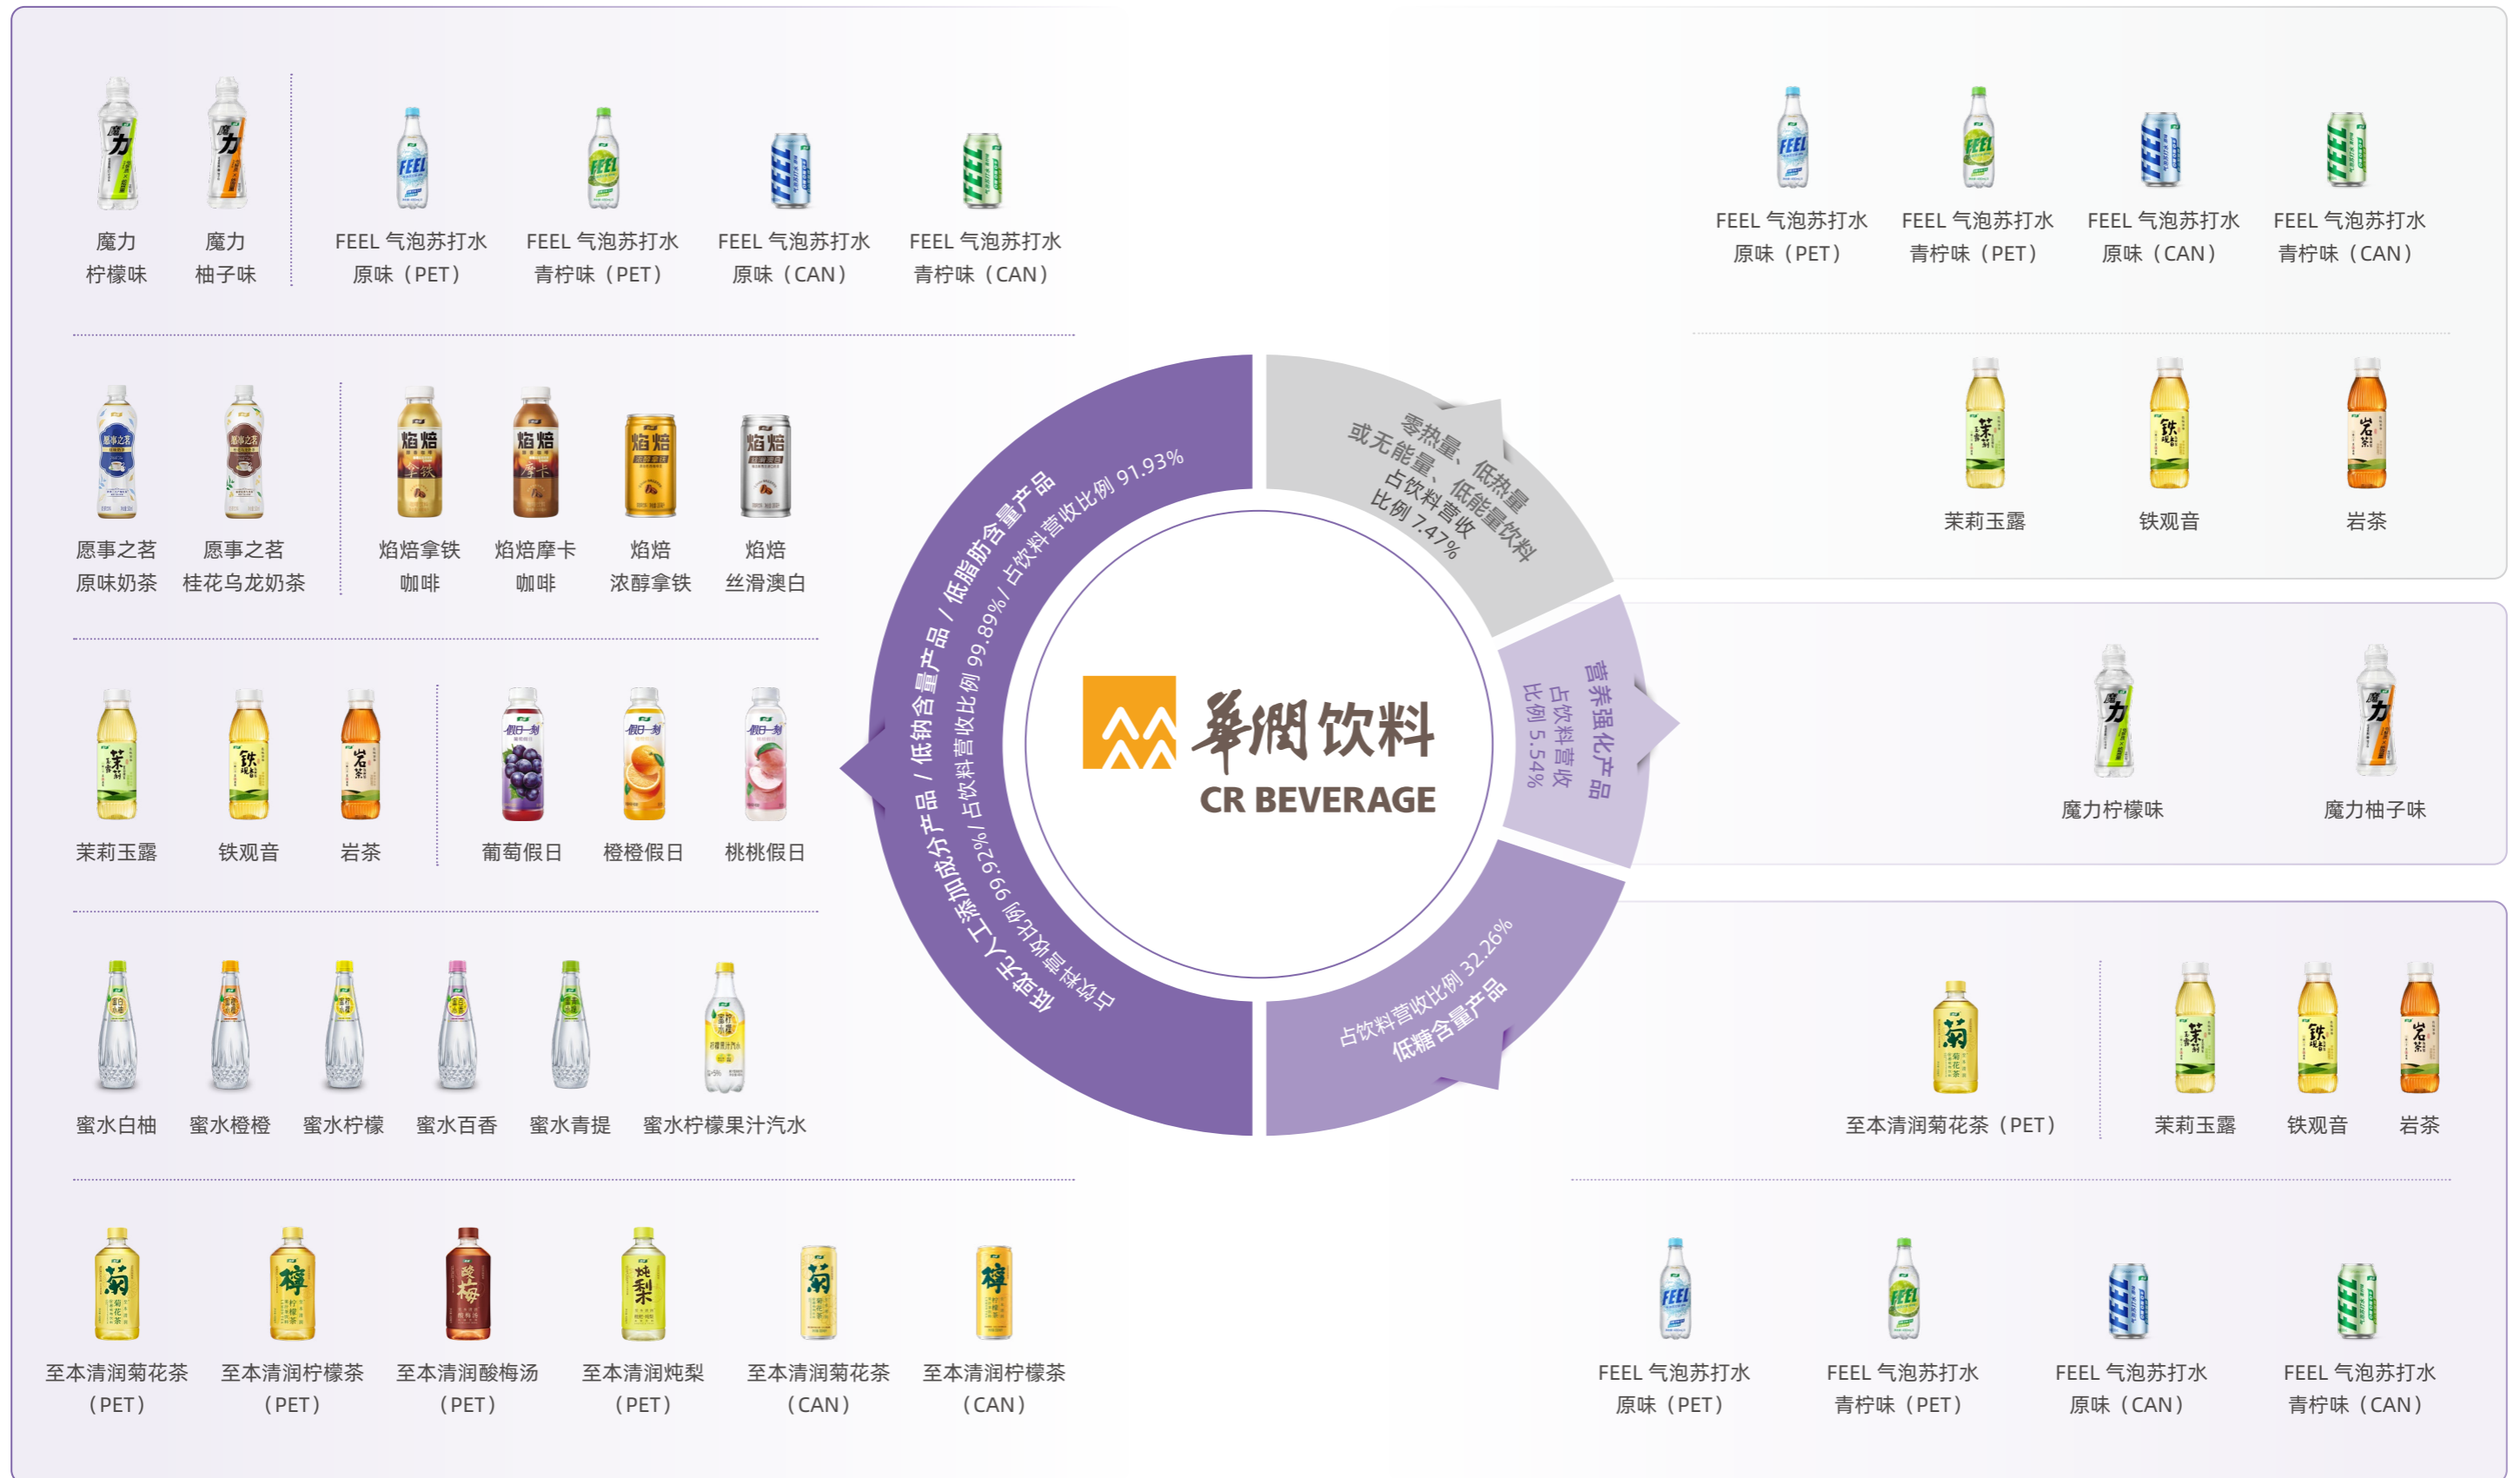 魔力
柠檬味
魔力
柚子味
FEEL 气泡苏打水
原味（PET）
FEEL 气泡苏打水
青柠味（PET）
FEEL 气泡苏打水
原味（CAN）
FEEL 气泡苏打水
青柠味（CAN）
愿事之茗
原味奶茶
愿事之茗
桂花乌龙奶茶
焰焙拿铁
咖啡
焰焙摩卡
咖啡
焰焙
浓醇拿铁
焰焙
丝滑澳白
茉莉玉露
铁观音
岩茶
葡萄假日
橙橙假日
桃桃假日
蜜水白柚
蜜水橙橙
蜜水柠檬
蜜水百香
蜜水青提
蜜水柠檬果汁汽水
至本清润菊花茶
（PET）
至本清润柠檬茶
（PET）
至本清润酸梅汤
（PET）
至本清润炖梨
（PET）
至本清润菊花茶
（CAN）
至本清润柠檬茶
（CAN）
低或无人工添加成分产品 / 低钠含量产品 / 低脂肪含量产品
占饮料营收比例 99.92%/ 占饮料营收比例 99.89%/ 占饮料营收比例 91.93%
華潤饮料
CR BEVERAGE
零热量、低热量
或无能量、低能量饮料
占饮料营收
比例 7.47%
营养强化产品
占饮料营收
比例 5.54%
占饮料营收比例 32.26%
低糖含量产品
FEEL 气泡苏打水
原味（PET）
FEEL 气泡苏打水
青柠味（PET）
FEEL 气泡苏打水
原味（CAN）
FEEL 气泡苏打水
青柠味（CAN）
茉莉玉露
铁观音
岩茶
魔力柠檬味
魔力柚子味
至本清润菊花茶（PET）
茉莉玉露
铁观音
岩茶
FEEL 气泡苏打水
原味（PET）
FEEL 气泡苏打水
青柠味（PET）
FEEL 气泡苏打水
原味（CAN）
FEEL 气泡苏打水
青柠味（CAN）